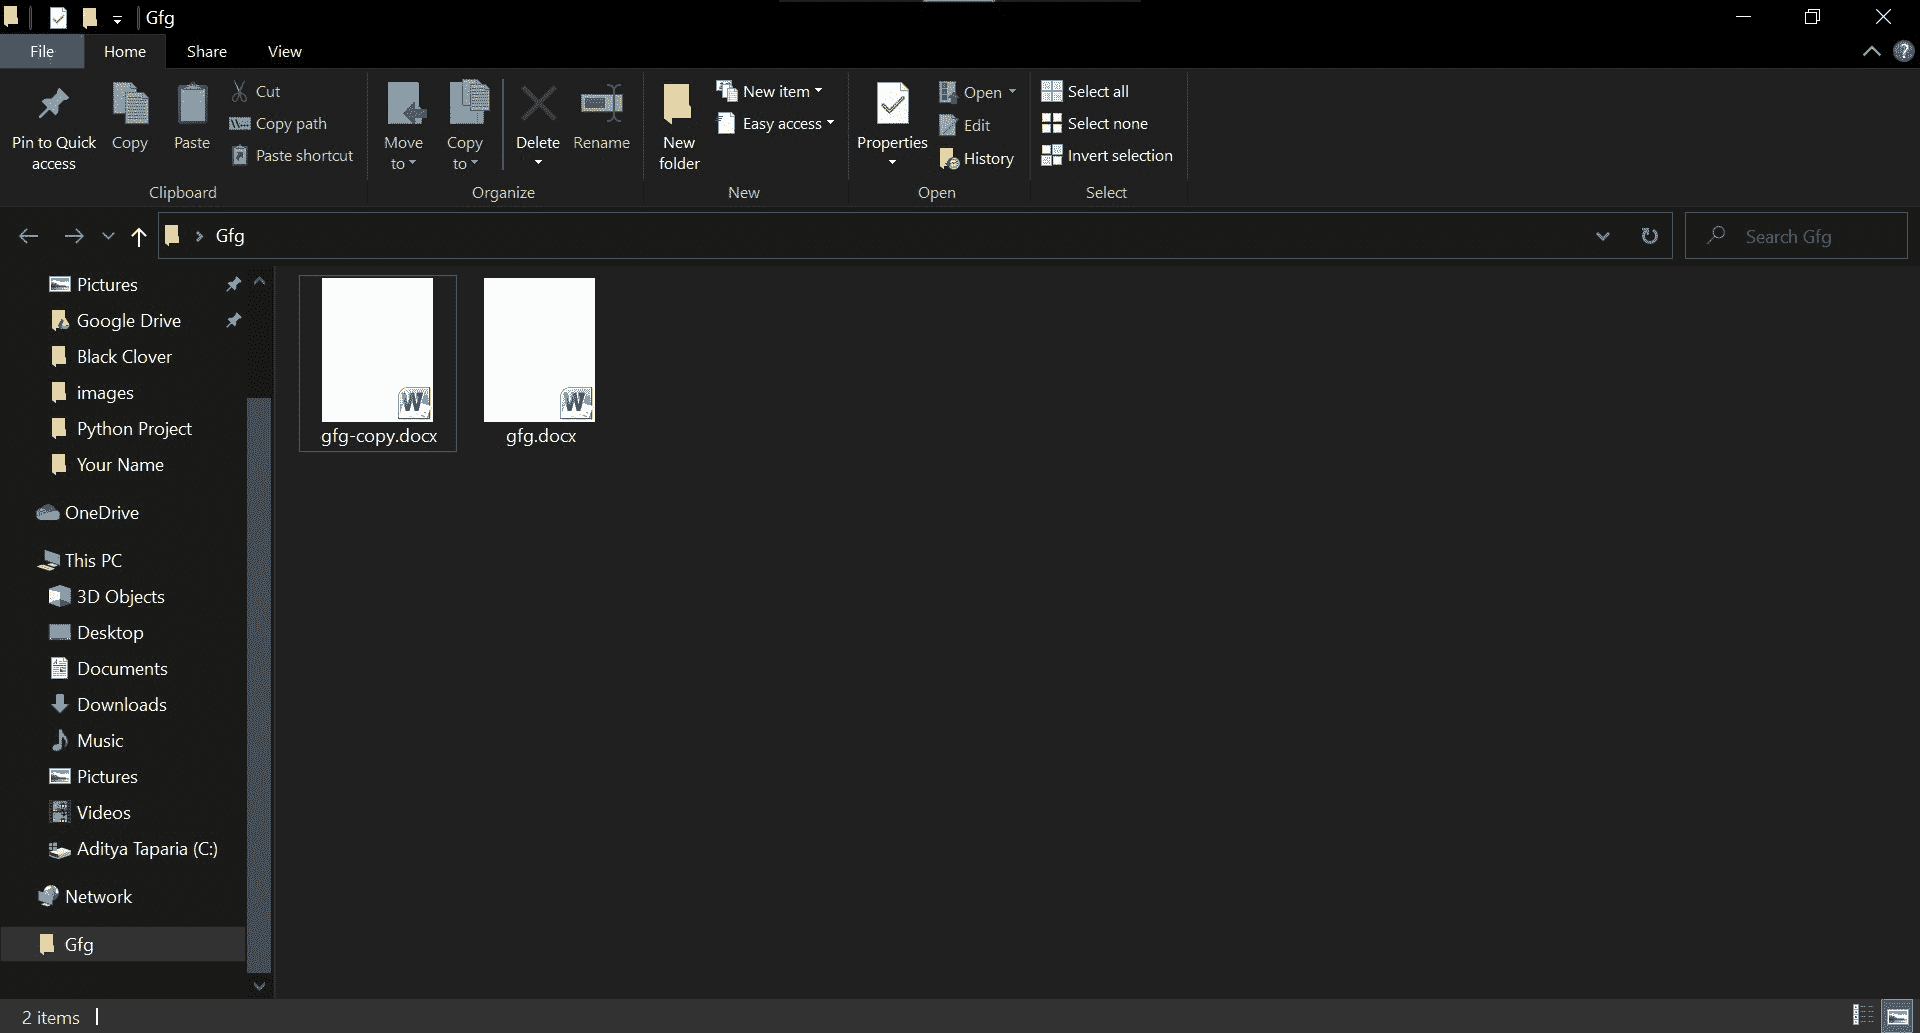 Gfg
File Home Share View
Pin to Quick access
Copy
Paste
Cut
Copy path
Paste shortcut
Clipboard
Move to
Copy to
Delete
Rename
Organize
New folder
New item
Easy access
New
Properties
Open
Edit
History
Open
Select all
Select none
Invert selection
Select
Gfg
Search Gfg
Pictures
Google Drive
Black Clover
images
Python Project
Your Name
OneDrive
This PC
3D Objects
Desktop
Documents
Downloads
Music
Pictures
Videos
Aditya Taparia (C:)
Network
Gfg
W
gfg-copy.docx
W
gfg.docx
2 items